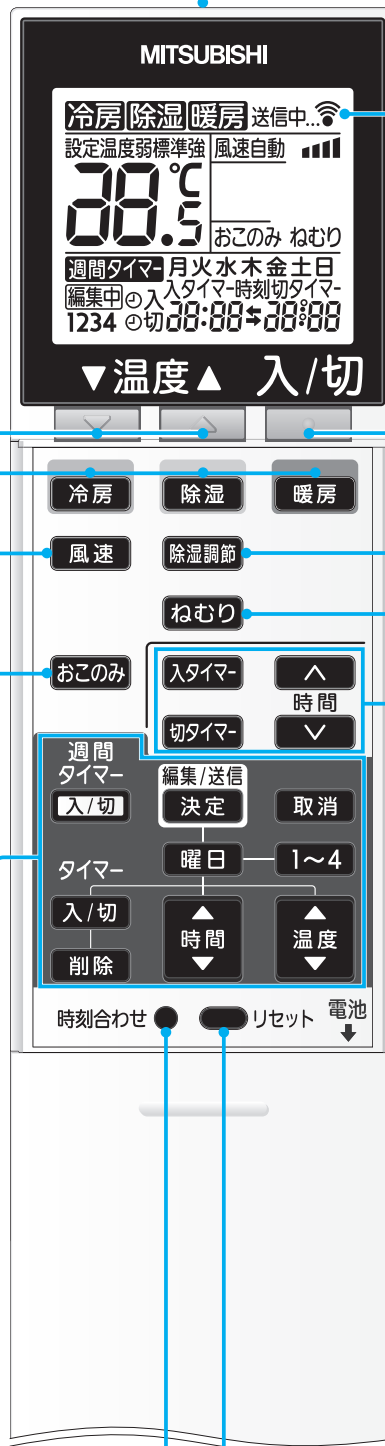 MITSUBISHI
冷房 除湿 暖房 送信中...
設定温度弱標準強 風速自動
88.5℃
おこのみ ねむり
週間タイマー 月火水木金土日
編集中 入 入タイマー時刻切タイマー
1234 切 88:88⇆88:88
▼温度▲ 入/切
冷房 除湿 暖房
風速 除湿調節
ねむり
おこのみ 入タイマー
時間
切タイマー
週間
タイマー 編集/送信
入/切 決定 取消
曜日 1～4
タイマー
入/切 時間 温度
削除
時刻合わせ リセット 電池